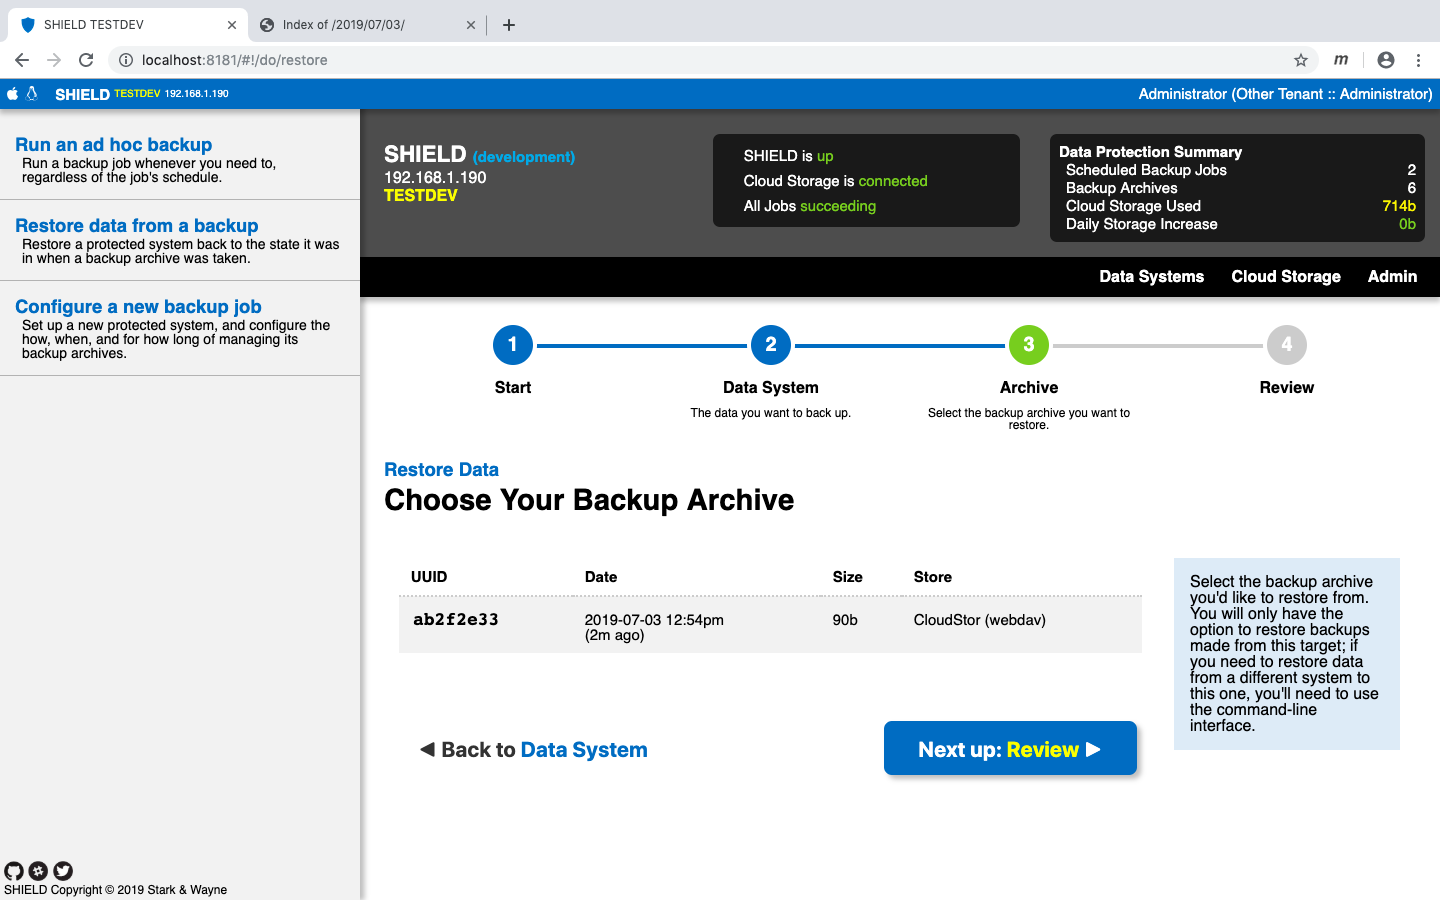 SHIELD TESTDEV
Index of /2019/07/03/
localhost:8181/#!/do/restore
m
SHIELD TESTDEV 192.168.1.190
Administrator (Other Tenant :: Administrator)
Run an ad hoc backup
Run a backup job whenever you need to,
regardless of the job's schedule.
Restore data from a backup
Restore a protected system back to the state it was
in when a backup archive was taken.
Configure a new backup job
Set up a new protected system, and configure the
how, when, and for how long of managing its
backup archives.
SHIELD (development)
192.168.1.190
TESTDEV
SHIELD is up
Cloud Storage is connected
All Jobs succeeding
Data Protection Summary
Scheduled Backup Jobs 2
Backup Archives 6
Cloud Storage Used 714b
Daily Storage Increase 0b
Data Systems Cloud Storage Admin
1 2 3 4
Start Data System Archive Review
The data you want to back up.
Select the backup archive you want to
restore.
Restore Data
Choose Your Backup Archive
UUID Date Size Store
ab2f2e33 2019-07-03 12:54pm 90b CloudStor (webdav)
(2m ago)
Select the backup archive
you'd like to restore from.
You will only have the
option to restore backups
made from this target; if
you need to restore data
from a different system to
this one, you'll need to use
the command-line
interface.
Back to Data System
Next up: Review
SHIELD Copyright © 2019 Stark & Wayne